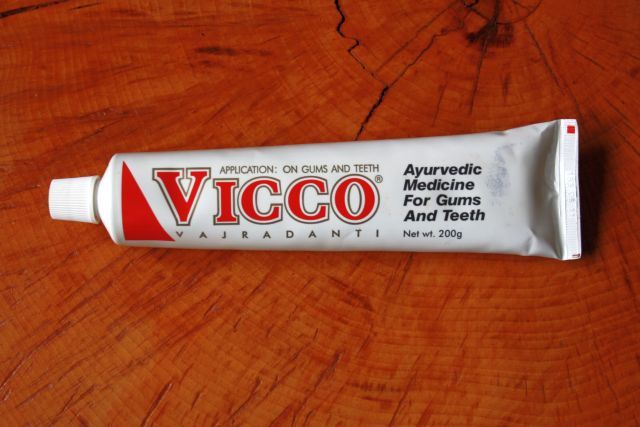 APPLICATION: ON GUMS AND TEETH
VICCO®
VAJRADANTI
Ayurvedic
Medicine
For Gums
And Teeth
Net wt. 200g